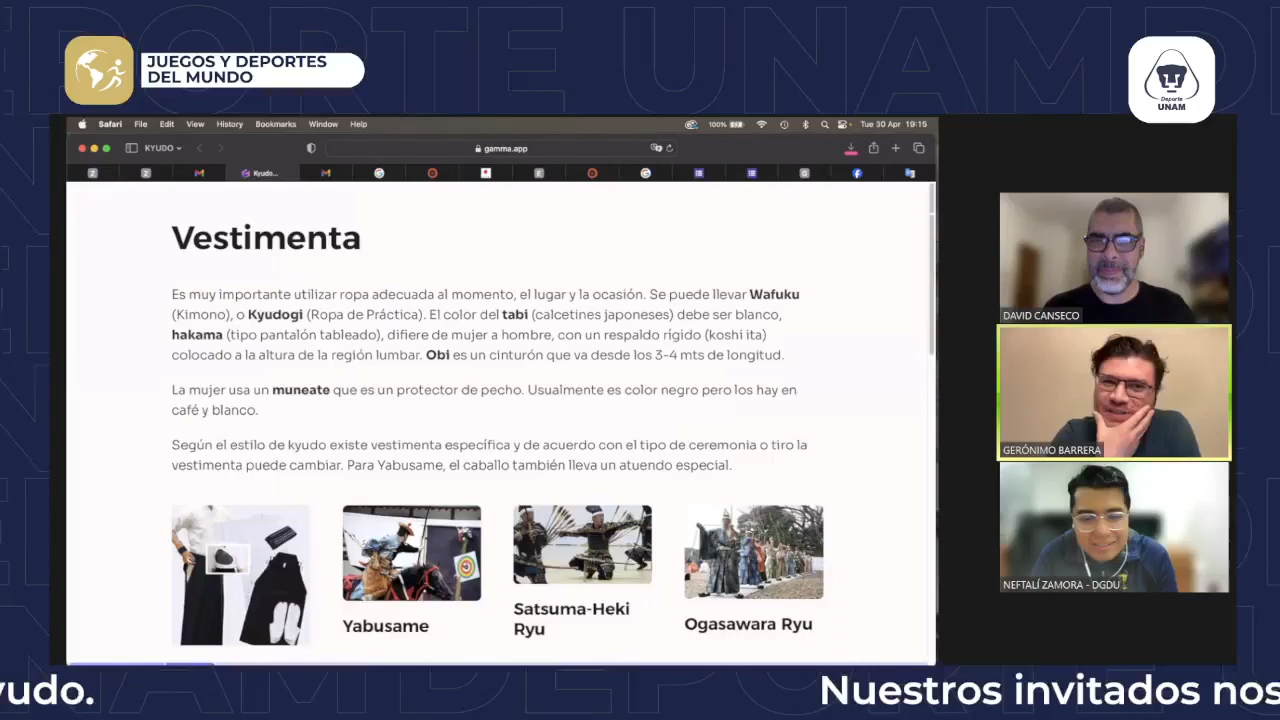 JUEGOS Y DEPORTES
DEL MUNDO
Deporte
UNAM
Safari File Edit View History Bookmarks Window Help
100% Tue 30 Apr 19:15
KYUDO
gamma.app
Kyudo...
Vestimenta
Es muy importante utilizar ropa adecuada al momento, el lugar y la ocasión. Se puede llevar Wafuku
(Kimono), o Kyudogi (Ropa de Práctica). El color del tabi (calcetines japoneses) debe ser blanco,
hakama (tipo pantalón tableado), difiere de mujer a hombre, con un respaldo rígido (koshi ita)
colocado a la altura de la región lumbar. Obi es un cinturón que va desde los 3-4 mts de longitud.
La mujer usa un muneate que es un protector de pecho. Usualmente es color negro pero los hay en
café y blanco.
Según el estilo de kyudo existe vestimenta específica y de acuerdo con el tipo de ceremonia o tiro la
vestimenta puede cambiar. Para Yabusame, el caballo también lleva un atuendo especial.
Yabusame
Satsuma-Heki
Ryu
Ogasawara Ryu
DAVID CANSECO
GERÓNIMO BARRERA
NEFTALÍ ZAMORA - DGDU
yudo.
Nuestros invitados nos